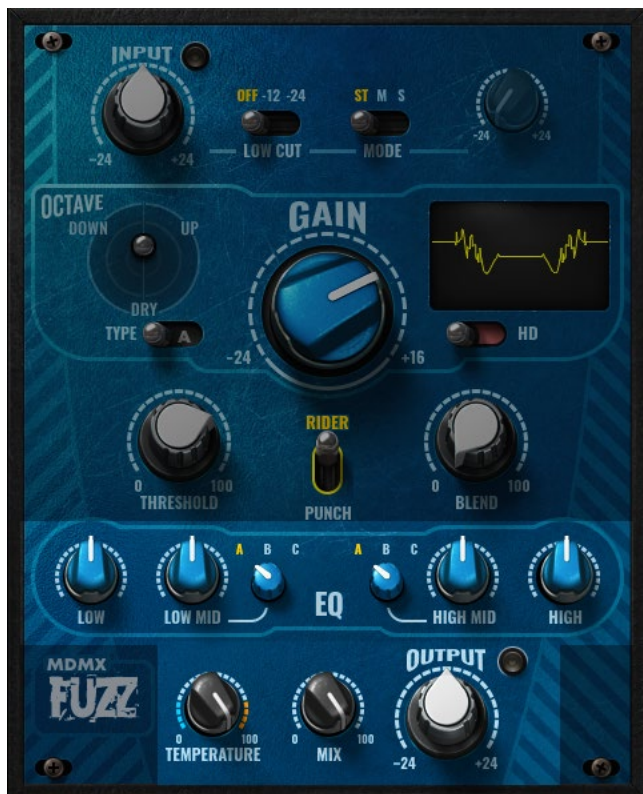 INPUT
OFF -12 -24
ST M S
-24 +24
LOW CUT
MODE
-24 +24
OCTAVE
DOWN UP
GAIN
DRY
TYPE A
-24 +16
HD
RIDER
0 100
THRESHOLD
0 100
BLEND
PUNCH
A B C
A B C
LOW
LOW MID
EQ
HIGH MID
HIGH
MDMX
FUZZ
OUTPUT
0 100
TEMPERATURE
0 100
MIX
-24 +24